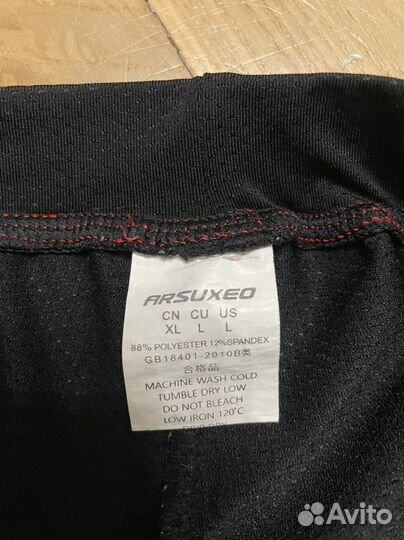 ARSUXEO
CN CU US
XL L L
88% POLYESTER 12%SPANDEX
GB18401-2010B类
合格品
MACHINE WASH COLD
TUMBLE DRY LOW
DO NOT BLEACH
LOW IRON 120℃
Avito